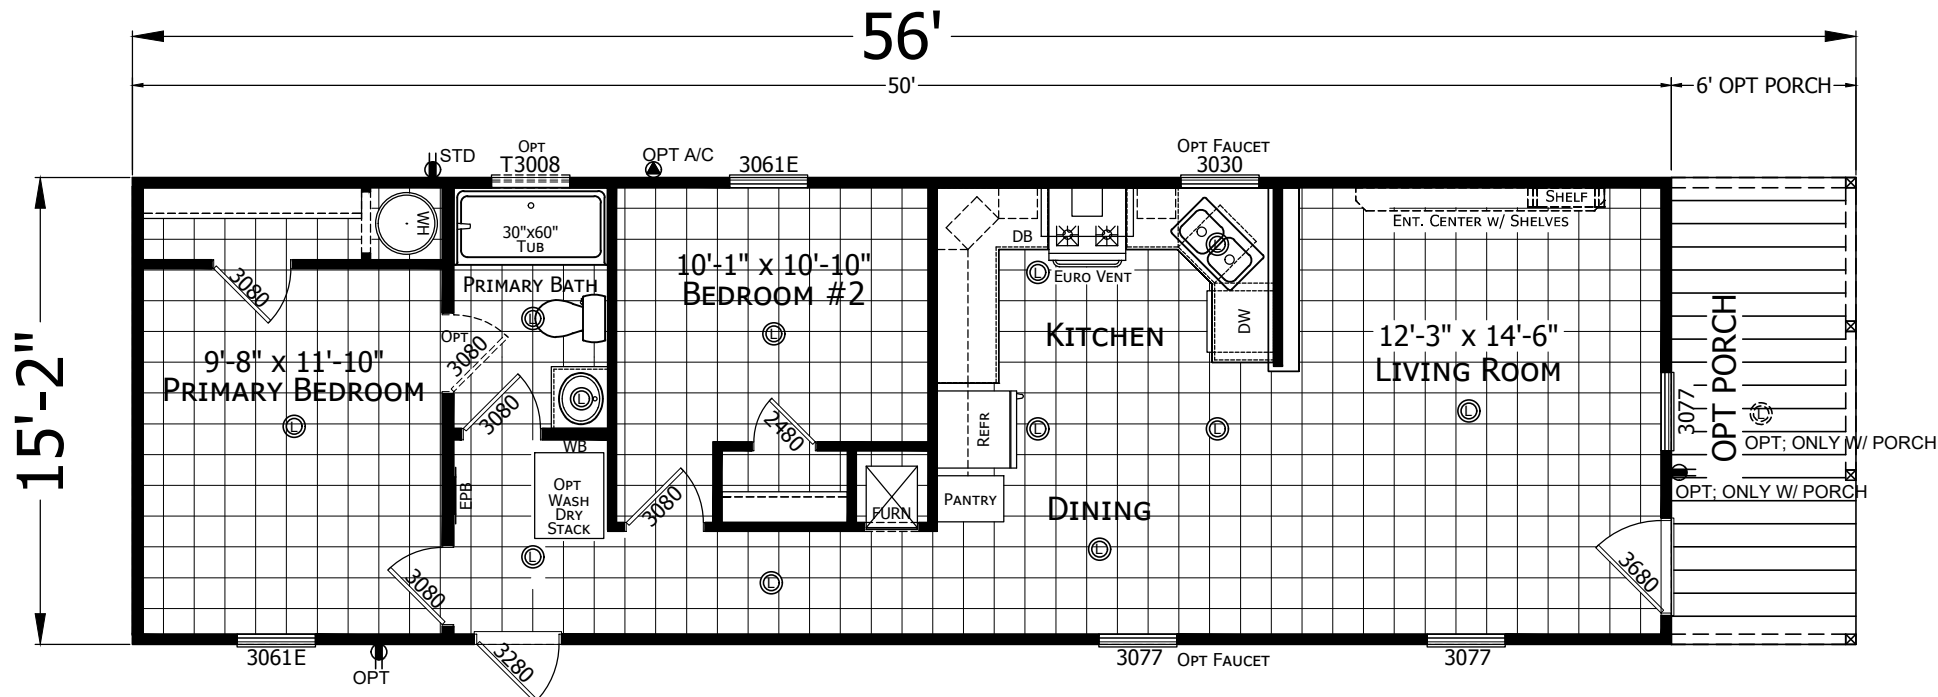 56'
50'
6' OPT PORCH
15'-2"
STD
OPT
T3008
OPT A/C
3061E
OPT FAUCET
3030
WH
30"x60"
TUB
3080
PRIMARY BATH
10'-1" x 10'-10"
BEDROOM #2
DB
EURO VENT
L
L
L
L
DW
KITCHEN
SHELF
ENT. CENTER W/ SHELVES
12'-3" x 14'-6"
LIVING ROOM
OPT
3080
9'-8" x 11'-10"
PRIMARY BEDROOM
L
3080
L
WB
2480
REFR
L
L
L
3077
OPT PORCH
L
OPT; ONLY W/ PORCH
OPT; ONLY W/ PORCH
EPB
OPT
WASH
DRY
STACK
3080
FURN
PANTRY
DINING
L
L
L
3080
3680
3061E
OPT
3280
3077
OPT FAUCET
3077